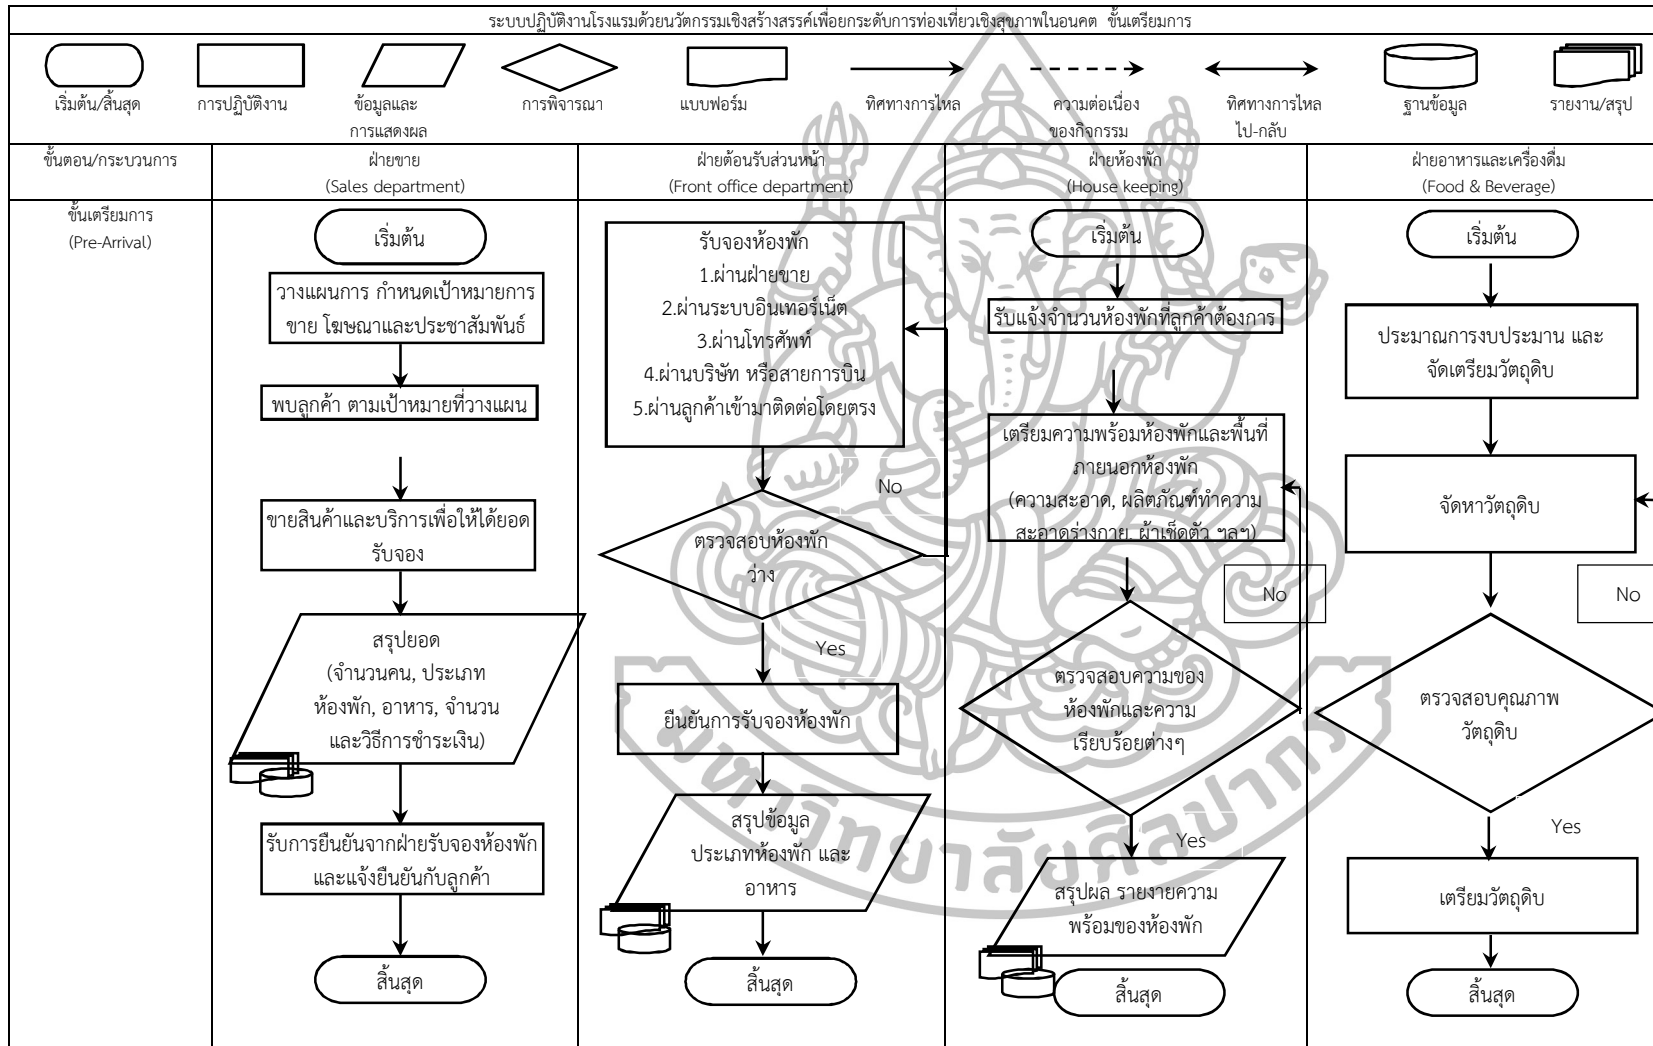 ระบบปฏิบัติงานโรงแรมด้วยนวัตกรรมเชิงสร้างสรรค์เพื่อยกระดับการท่องเที่ยวเชิงสุขภาพในอนคต ขั้นเตรียมการ
เริ่มต้น/สิ้นสุด
การปฏิบัติงาน
ข้อมูลและ
การแสดงผล
การพิจารณา
แบบฟอร์ม
ทิศทางการไหล
ความต่อเนื่อง
ของกิจกรรม
ทิศทางการไหล
ไป-กลับ
ฐานข้อมูล
รายงาน/สรุป
ขั้นตอน/กระบวนการ
ฝ่ายขาย
(Sales department)
ฝ่ายต้อนรับส่วนหน้า
(Front office department)
ฝ่ายห้องพัก
(House keeping)
ฝ่ายอาหารและเครื่องดื่ม
(Food & Beverage)
ขั้นเตรียมการ
(Pre-Arrival)
เริ่มต้น
วางแผนการ กำหนดเป้าหมายการ
ขาย โฆษณาและประชาสัมพันธ์
พบลูกค้า ตามเป้าหมายที่วางแผน
ขายสินค้าและบริการเพื่อให้ได้ยอด
รับจอง
สรุปยอด
(จำนวนคน, ประเภท
ห้องพัก, อาหาร, จำนวน
และวิธีการชำระเงิน)
รับการยืนยันจากฝ่ายรับจองห้องพัก
และแจ้งยืนยันกับลูกค้า
สิ้นสุด
รับจองห้องพัก
1.ผ่านฝ่ายขาย
2.ผ่านระบบอินเทอร์เน็ต
3.ผ่านโทรศัพท์
4.ผ่านบริษัท หรือสายการบิน
5.ผ่านลูกค้าเข้ามาติดต่อโดยตรง
No
ตรวจสอบห้องพัก
ว่าง
Yes
ยืนยันการรับจองห้องพัก
สรุปข้อมูล
ประเภทห้องพัก และ
อาหาร
สิ้นสุด
เริ่มต้น
รับแจ้งจำนวนห้องพักที่ลูกค้าต้องการ
เตรียมความพร้อมห้องพักและพื้นที่
ภายนอกห้องพัก
(ความสะอาด, ผลิตภัณฑ์ทำความ
สะอาดร่างกาย, ผ้าเช็ดตัว ฯลฯ)
No
ตรวจสอบความของ
ห้องพักและความ
เรียบร้อยต่างๆ
Yes
สรุปผล รายงายความ
พร้อมของห้องพัก
สิ้นสุด
เริ่มต้น
ประมาณการงบประมาน และ
จัดเตรียมวัตถุดิบ
จัดหาวัตถุดิบ
No
ตรวจสอบคุณภาพ
วัตถุดิบ
Yes
เตรียมวัตถุดิบ
สิ้นสุด
มหาวิทยาลัยศิลปากร